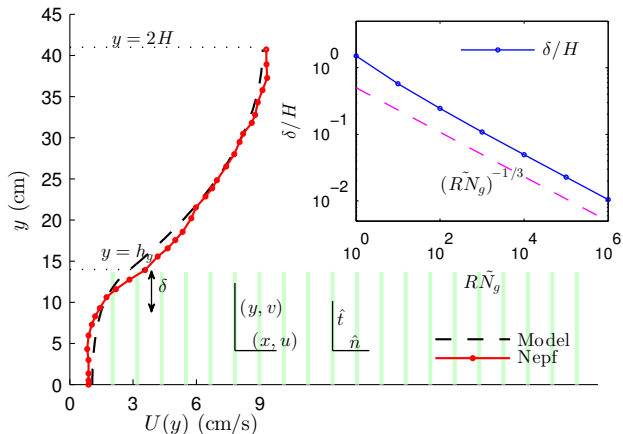 45
40
35
30
25
20
15
10
5
0
y (cm)
0 3 6 9
U(y) (cm/s)
y = 2H
y = h_g
δ
(y, v)
(x, u)
t̂
n̂
Model
Nepf
δ/H
10^0
10^-1
10^-2
δ/H
(RÑ_g)^{-1/3}
10^0 10^2 10^4 10^6
RÑ_g